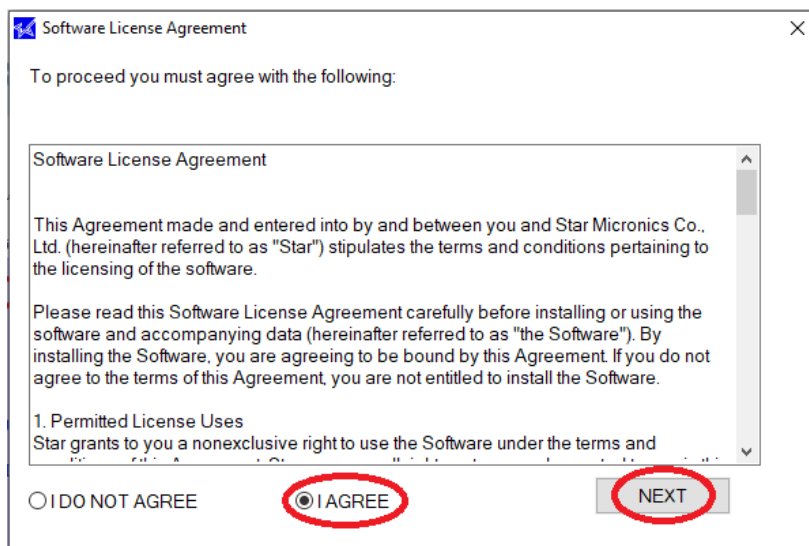 Software License Agreement
To proceed you must agree with the following:
Software License Agreement
This Agreement made and entered into by and between you and Star Micronics Co.,
Ltd. (hereinafter referred to as "Star") stipulates the terms and conditions pertaining to
the licensing of the software.
Please read this Software License Agreement carefully before installing or using the
software and accompanying data (hereinafter referred to as "the Software"). By
installing the Software, you are agreeing to be bound by this Agreement. If you do not
agree to the terms of this Agreement, you are not entitled to install the Software.
1. Permitted License Uses
Star grants to you a nonexclusive right to use the Software under the terms and
I DO NOT AGREE
I AGREE
NEXT